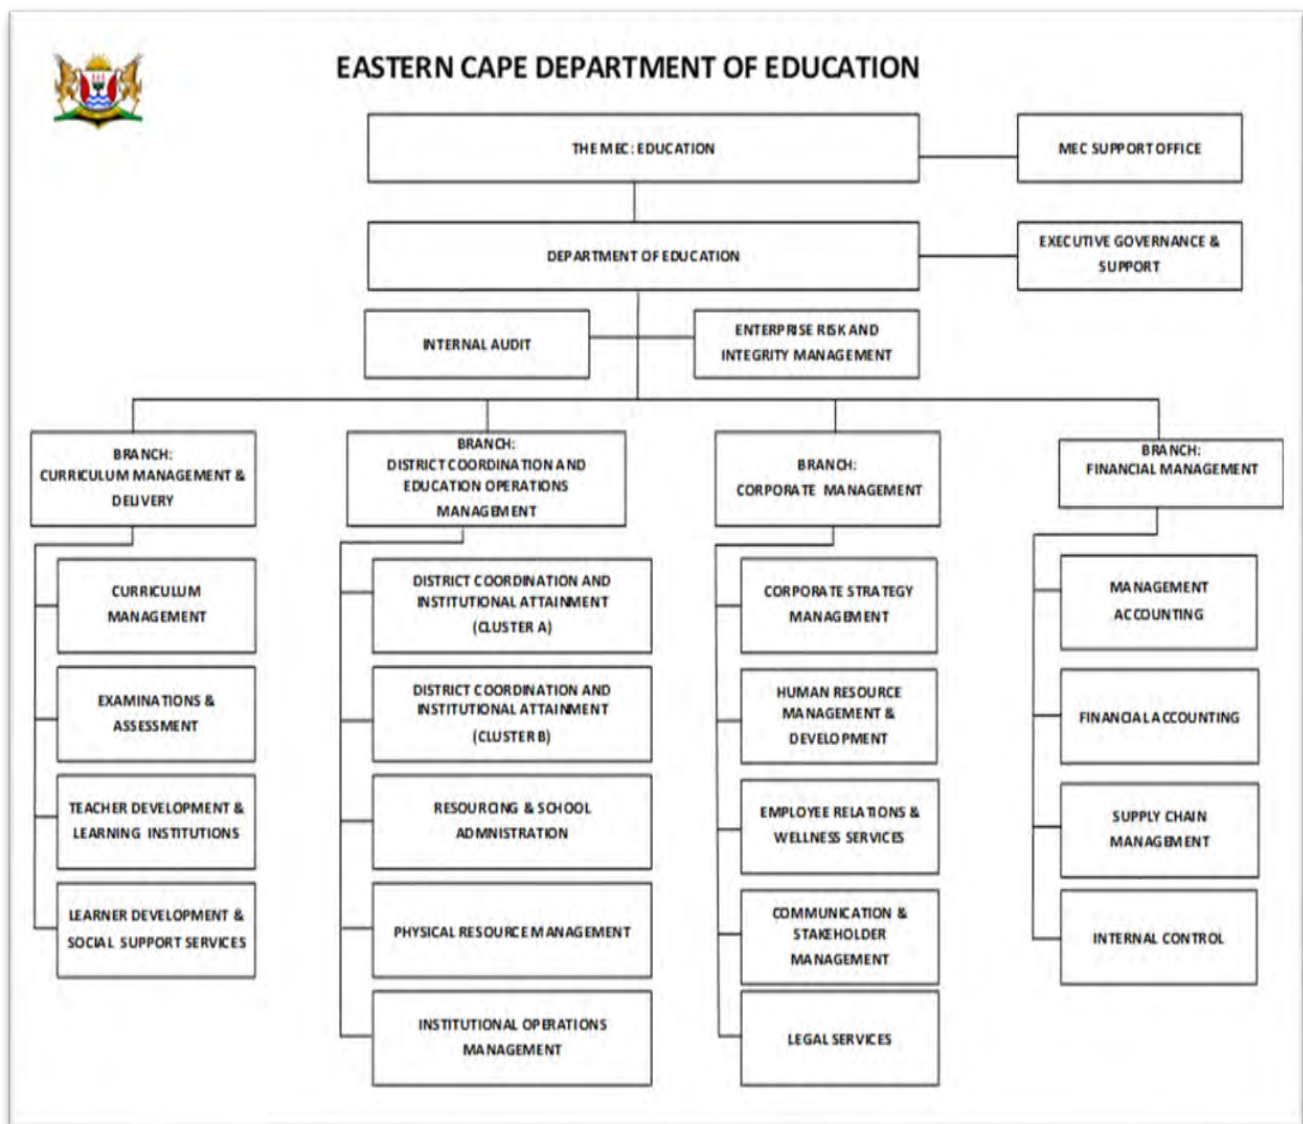 EASTERN CAPE DEPARTMENT OF EDUCATION
THE MEC: EDUCATION
MEC SUPPORT OFFICE
DEPARTMENT OF EDUCATION
EXECUTIVE GOVERNANCE &
SUPPORT
INTERNAL AUDIT
ENTERPRISE RISK AND
INTEGRITY MANAGEMENT
BRANCH:
CURRICULUM MANAGEMENT &
DELIVERY
CURRICULUM
MANAGEMENT
EXAMINATIONS &
ASSESSMENT
TEACHER DEVELOPMENT &
LEARNING INSTITUTIONS
LEARNER DEVELOPMENT &
SOCIAL SUPPORT SERVICES
BRANCH:
DISTRICT COORDINATION AND
EDUCATION OPERATIONS
MANAGEMENT
DISTRICT COORDINATION AND
INSTITUTIONAL ATTAINMENT
(CLUSTER A)
DISTRICT COORDINATION AND
INSTITUTIONAL ATTAINMENT
(CLUSTER B)
RESOURCING & SCHOOL
ADMNISTRATION
PHYSICAL RESOURCE MANAGEMENT
INSTITUTIONAL OPERATIONS
MANAGEMENT
BRANCH:
CORPORATE MANAGEMENT
CORPORATE STRATEGY
MANAGEMENT
HUMAN RESOURCE
MANAGEMENT &
DEVELOPMENT
EMPLOYEE RELATIONS &
WELLNESS SERVICES
COMMUNICATION &
STAKEHOLDER
MANAGEMENT
LEGAL SERVICES
BRANCH:
FINANCIAL MANAGEMENT
MANAGEMENT
ACCOUNTING
FINANCIAL ACCOUNTING
SUPPLY CHAIN
MANAGEMENT
INTERNAL CONTROL